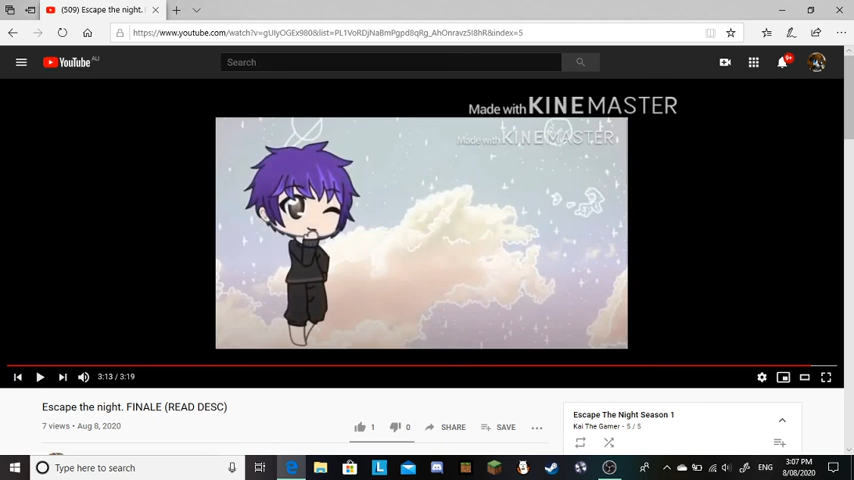 (509) Escape the night.
https://www.youtube.com/watch?v=gUIyOGEx980&list=PL1VoRDjNaBmPgpd8qRg_AhOnravz5I8hR&index=5
YouTube AU
Search
9+
Made with KINEMASTER
Made with KINEMASTER
3:13 / 3:19
Escape the night. FINALE (READ DESC)
7 views • Aug 8, 2020
1
0
SHARE
SAVE
Escape The Night Season 1
Kai The Gamer - 5 / 5
Type here to search
ENG
3:07 PM
8/08/2020